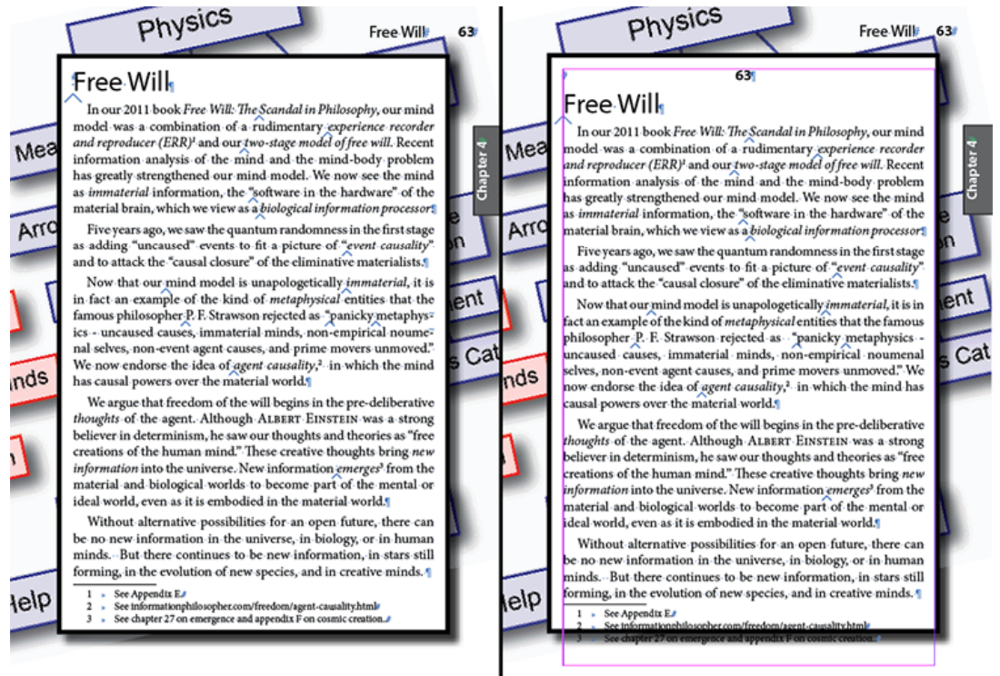 Physics
Free Will 63
Free Will
In our 2011 book Free Will: The Scandal in Philosophy, our mind
model was a combination of a rudimentary experience recorder
and reproducer (ERR)¹ and our two-stage model of free will. Recent
information analysis of the mind and the mind-body problem
has greatly strengthened our mind model. We now see the mind
as immaterial information, the “software in the hardware” of the
material brain, which we view as a biological information processor
Five years ago, we saw the quantum randomness in the first stage
as adding “uncaused” events to fit a picture of “event causality”
and to attack the “causal closure” of the eliminative materialists.
Now that our mind model is unapologetically immaterial, it is
in fact an example of the kind of metaphysical entities that the
famous philosopher P. F. Strawson rejected as “panicky metaphys-
ics - uncaused causes, immaterial minds, non-empirical noume-
nal selves, non-event agent causes, and prime movers unmoved.”
We now endorse the idea of agent causality,² in which the mind
has causal powers over the material world.
We argue that freedom of the will begins in the pre-deliberative
thoughts of the agent. Although ALBERT EINSTEIN was a strong
believer in determinism, he saw our thoughts and theories as “free
creations of the human mind.” These creative thoughts bring new
information into the universe. New information emerges³ from the
material and biological worlds to become part of the mental or
ideal world, even as it is embodied in the material world.
Without alternative possibilities for an open future, there can
be no new information in the universe, in biology, or in human
minds. But there continues to be new information, in stars still
forming, in the evolution of new species, and in creative minds.
1 See Appendix E.
2 See informationphilosopher.com/freedom/agent-causality.html
3 See chapter 27 on emergence and appendix F on cosmic creation.
Mea
Arro
nds
Help
Chapter 4
Physics
Free Will 63
63
Free Will
In our 2011 book Free Will: The Scandal in Philosophy, our mind
model was a combination of a rudimentary experience recorder
and reproducer (ERR)¹ and our two-stage model of free will. Recent
information analysis of the mind and the mind-body problem
has greatly strengthened our mind model. We now see the mind
as immaterial information, the “software in the hardware” of the
material brain, which we view as a biological information processor
Five years ago, we saw the quantum randomness in the first stage
as adding “uncaused” events to fit a picture of “event causality”
and to attack the “causal closure” of the eliminative materialists.
Now that our mind model is unapologetically immaterial, it is in
fact an example of the kind of metaphysical entities that the famous
philosopher P. F. Strawson rejected as “panicky metaphysics -
uncaused causes, immaterial minds, non-empirical noumenal
selves, non-event agent causes, and prime movers unmoved.” We
now endorse the idea of agent causality,² in which the mind has
causal powers over the material world.
We argue that freedom of the will begins in the pre-deliberative
thoughts of the agent. Although ALBERT EINSTEIN was a strong
believer in determinism, he saw our thoughts and theories as “free
creations of the human mind.” These creative thoughts bring new
information into the universe. New information emerges³ from the
material and biological worlds to become part of the mental or
ideal world, even as it is embodied in the material world.
Without alternative possibilities for an open future, there can
be no new information in the universe, in biology, or in human
minds. But there continues to be new information, in stars still
forming, in the evolution of new species, and in creative minds.
1 See Appendix E.
2 See informationphilosopher.com/freedom/agent-causality.html
3 See chapter 27 on emergence and appendix F on cosmic creation.
Mea
Arro
nds
Help
Chapter 4
ent
s Cat